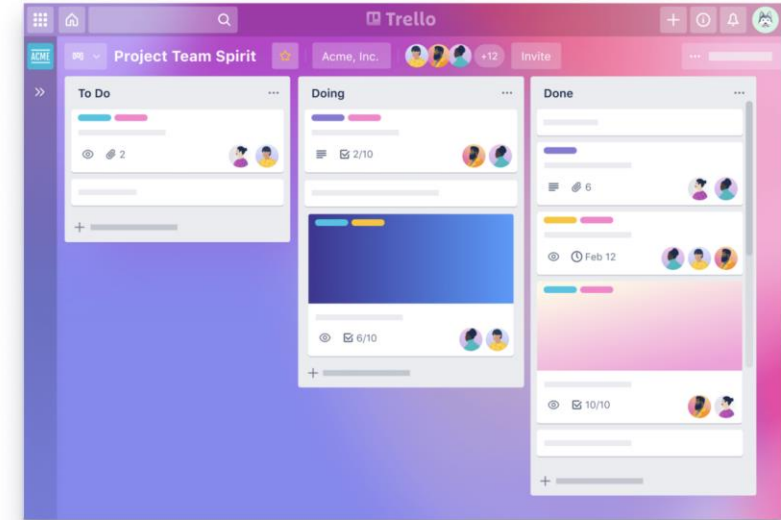 Trello
ACME
Project Team Spirit
Acme, Inc.
+12
Invite
To Do
2
Doing
2/10
6/10
Done
6
Feb 12
10/10